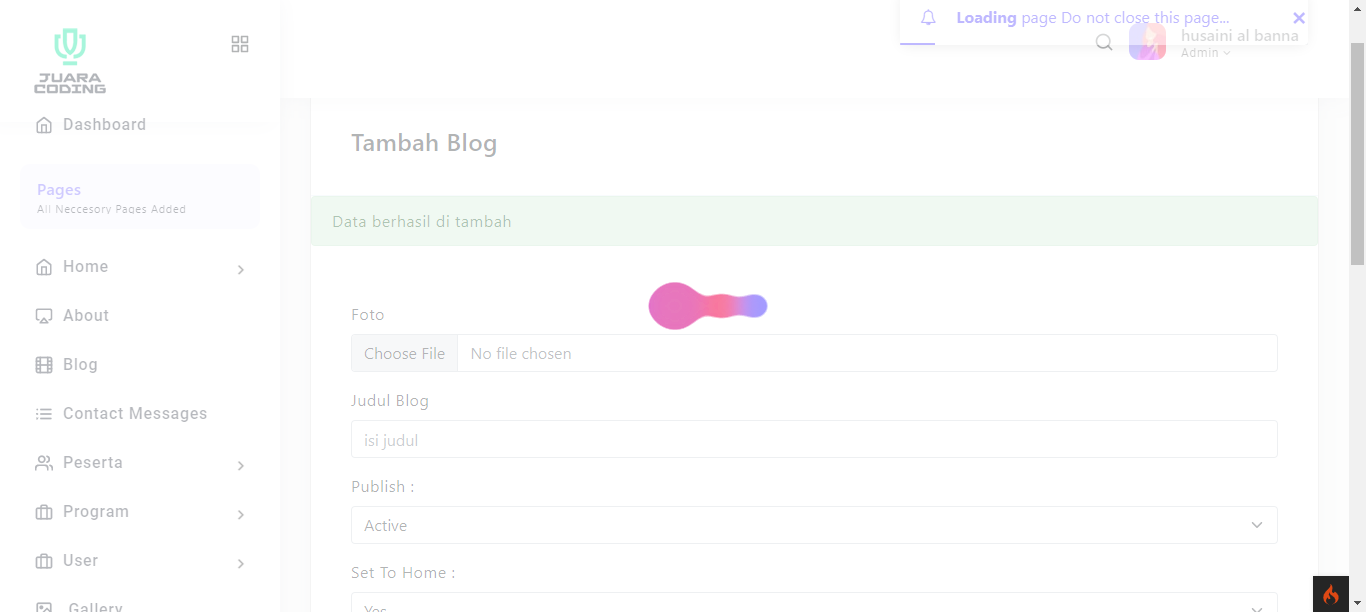 Loading page Do not close this page...
husaini al banna
Admin
JUARA
CODING
Dashboard
Pages
All Neccesory Pages Added
Home
About
Blog
Contact Messages
Peserta
Program
User
Gallery
Tambah Blog
Data berhasil di tambah
Foto
Choose File No file chosen
Judul Blog
isi judul
Publish :
Active
Set To Home :
Yes